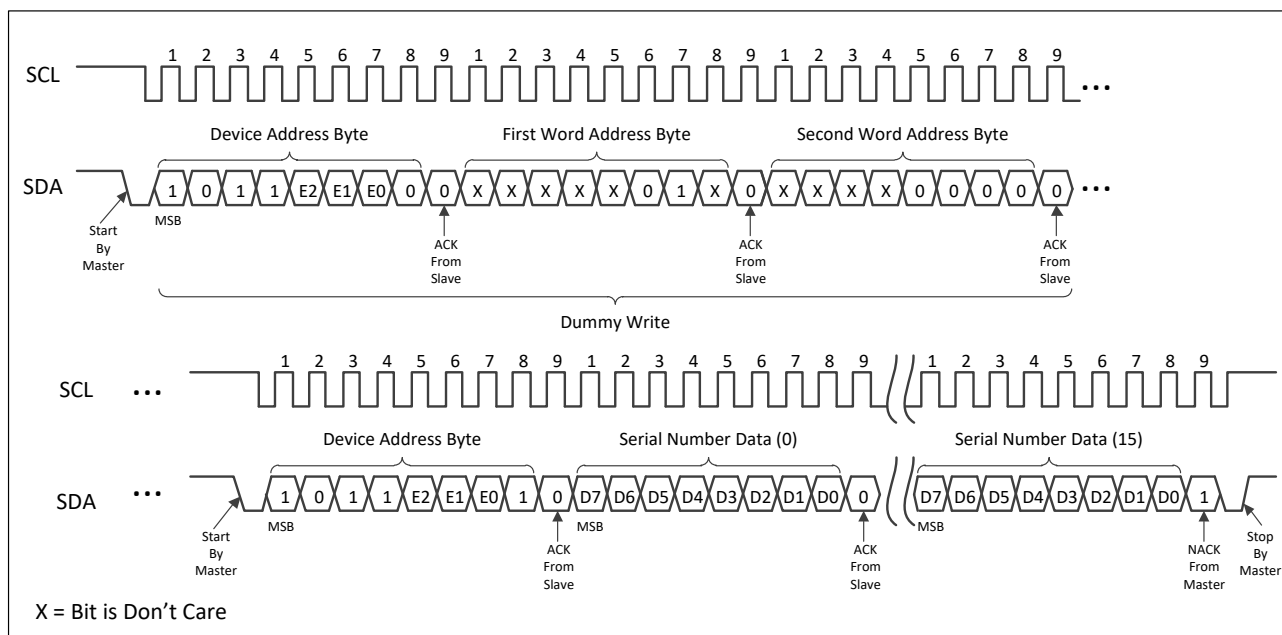 1 2 3 4 5 6 7 8 9 1 2 3 4 5 6 7 8 9 1 2 3 4 5 6 7 8 9
SCL
Device Address Byte First Word Address Byte Second Word Address Byte
SDA 1 0 1 1 E2 E1 E0 0 0 X X X X X 0 1 X 0 X X X X 0 0 0 0 0
MSB
Start By Master
ACK From Slave
ACK From Slave
ACK From Slave
Dummy Write
1 2 3 4 5 6 7 8 9 1 2 3 4 5 6 7 8 9 1 2 3 4 5 6 7 8 9
SCL
Device Address Byte Serial Number Data (0) Serial Number Data (15)
SDA 1 0 1 1 E2 E1 E0 1 0 D7 D6 D5 D4 D3 D2 D1 D0 0 D7 D6 D5 D4 D3 D2 D1 D0 1
MSB MSB MSB
Start By Master
ACK From Slave
ACK From Slave
NACK From Master
Stop By Master
X = Bit is Don’t Care